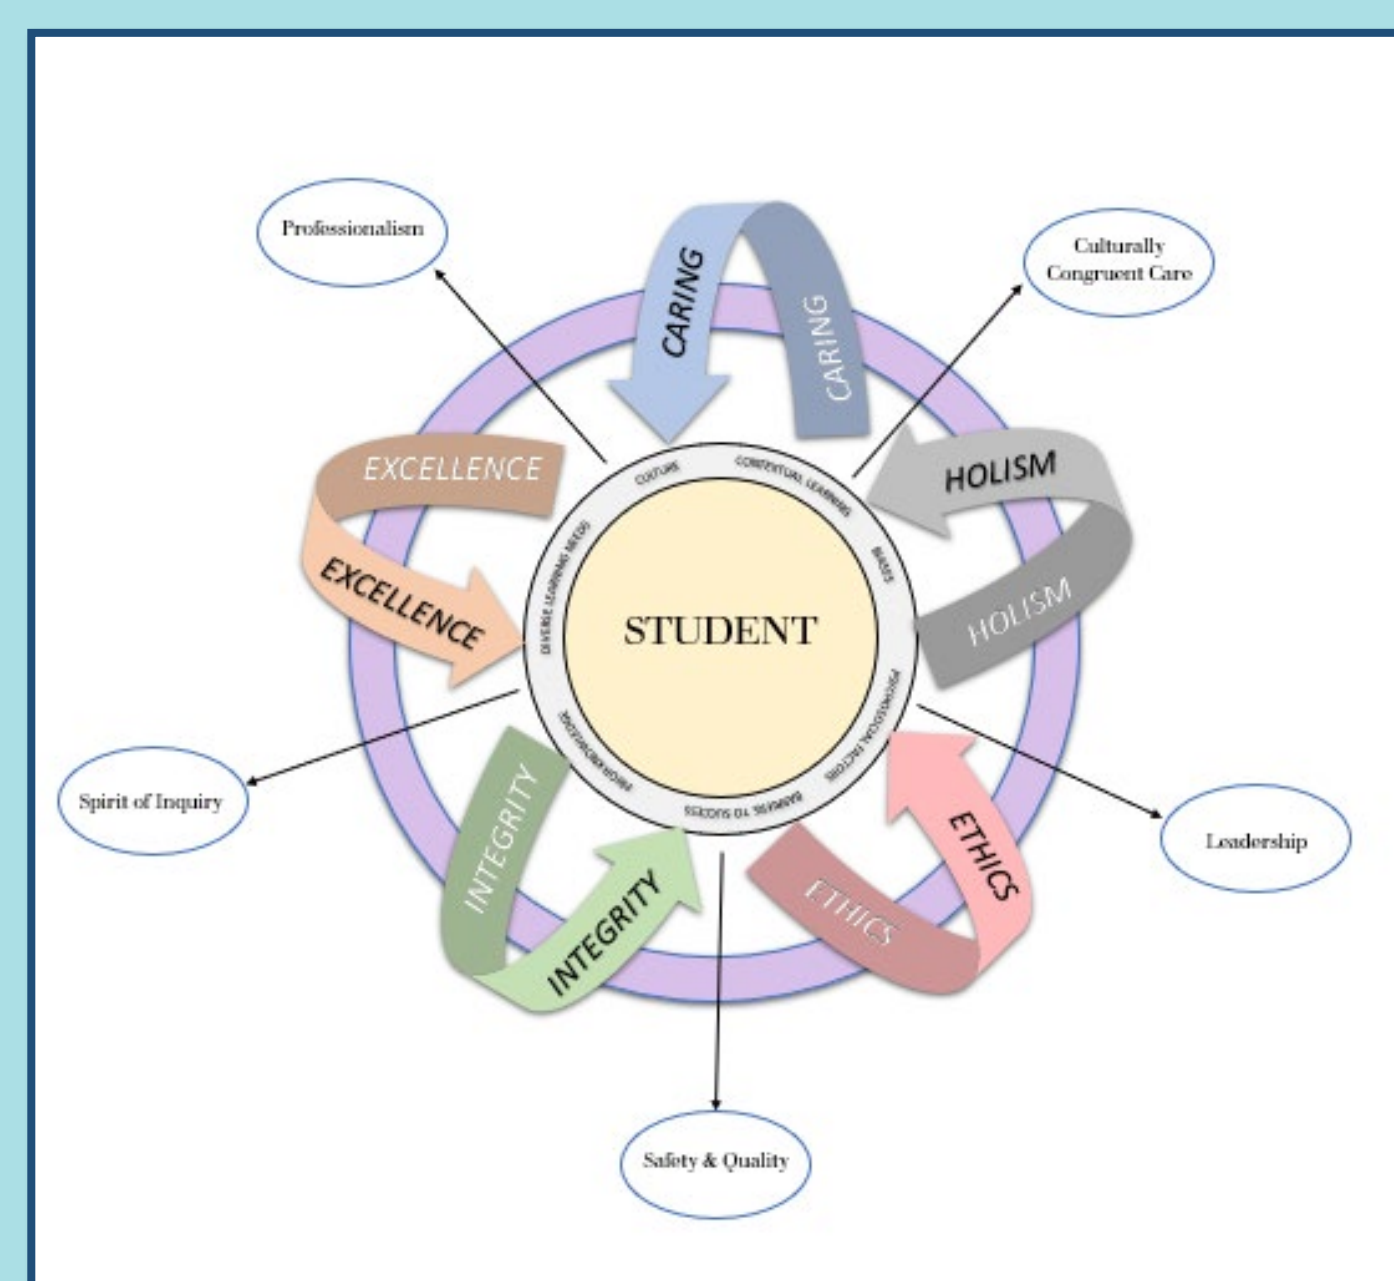 Professionalism
Culturally
Congruent Care
CARING
CARING
EXCELLENCE
EXCELLENCE
HOLISM
HOLISM
CULTURE
CONTEXTUAL LEARNING
BIASES
PSYCHOSOCIAL FACTORS
BARRIERS TO SUCCESS
PRIOR KNOWLEDGE
DIVERSE LEARNING NEEDS
STUDENT
INTEGRITY
INTEGRITY
ETHICS
ETHICS
Spirit of Inquiry
Leadership
Safety & Quality